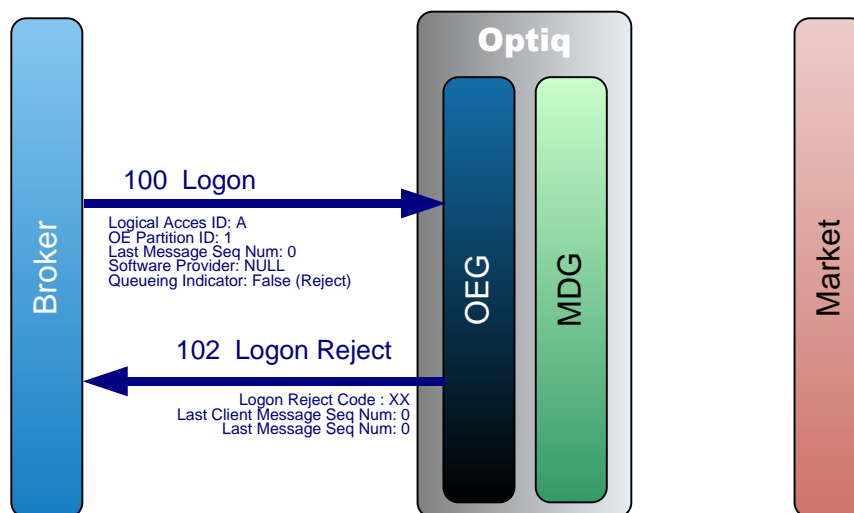 Optiq
Broker
100 Logon
Logical Acces ID: A
OE Partition ID: 1
Last Message Seq Num: 0
Software Provider: NULL
Queueing Indicator: False (Reject)
102 Logon Reject
Logon Reject Code : XX
Last Client Message Seq Num: 0
Last Message Seq Num: 0
OEG
MDG
Market